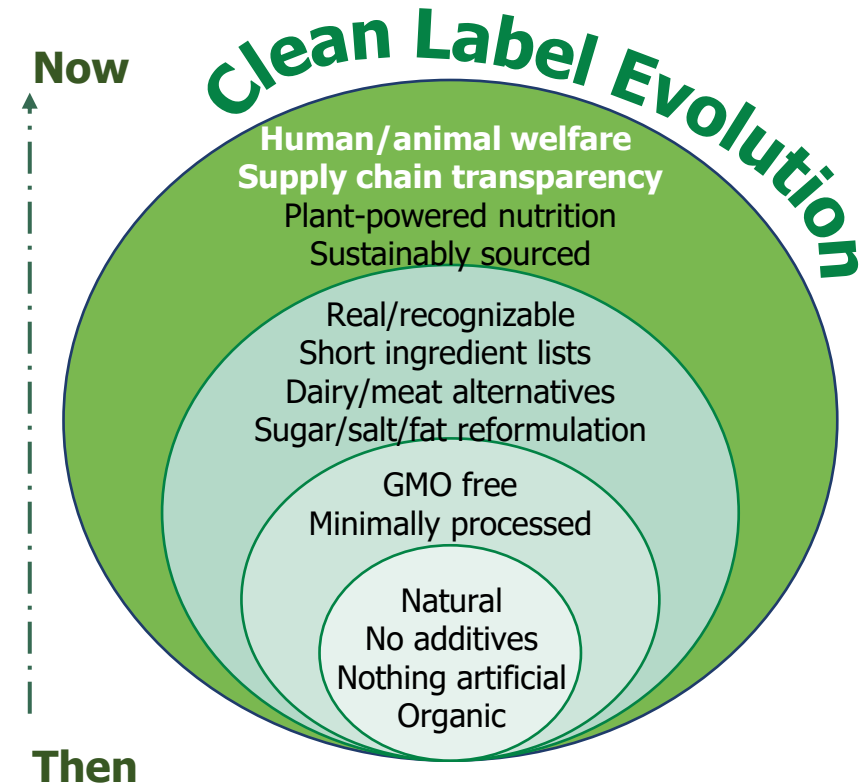 Clean Label Evolution
Now
Human/animal welfare
Supply chain transparency
Plant-powered nutrition
Sustainably sourced
Real/recognizable
Short ingredient lists
Dairy/meat alternatives
Sugar/salt/fat reformulation
GMO free
Minimally processed
Natural
No additives
Nothing artificial
Organic
Then